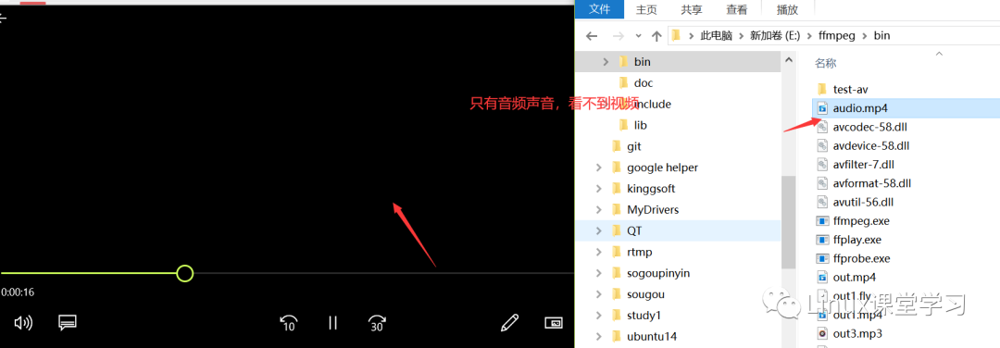 文件 主页 共享 查看 播放
此电脑 新加卷 (E:) ffmpeg bin
只有音频声音，看不到视频
0:00:16
10
30
bin
doc
include
lib
git
google helper
kinggsoft
MyDrivers
QT
rtmp
sogoupinyin
sougou
study1
ubuntu14
名称
test-av
audio.mp4
avcodec-58.dll
avdevice-58.dll
avfilter-7.dll
avformat-58.dll
avutil-56.dll
ffmpeg.exe
ffplay.exe
ffprobe.exe
out.mp4
out1.flv
out1.mp4
out3.mp3
Linux课堂学习